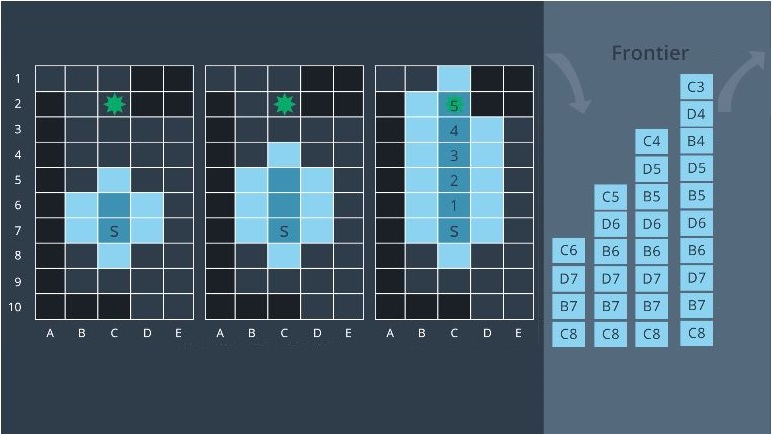 Frontier
1
2
3
4
5
6
7
8
9
10
S
A B C D E
S
A B C D E
5
4
3
2
1
S
A B C D E
C6
D7
B7
C8
C5
D6
B6
D7
B7
C8
C4
D5
B5
D6
B6
D7
B7
C8
C3
D4
B4
D5
B5
D6
B6
D7
B7
C8